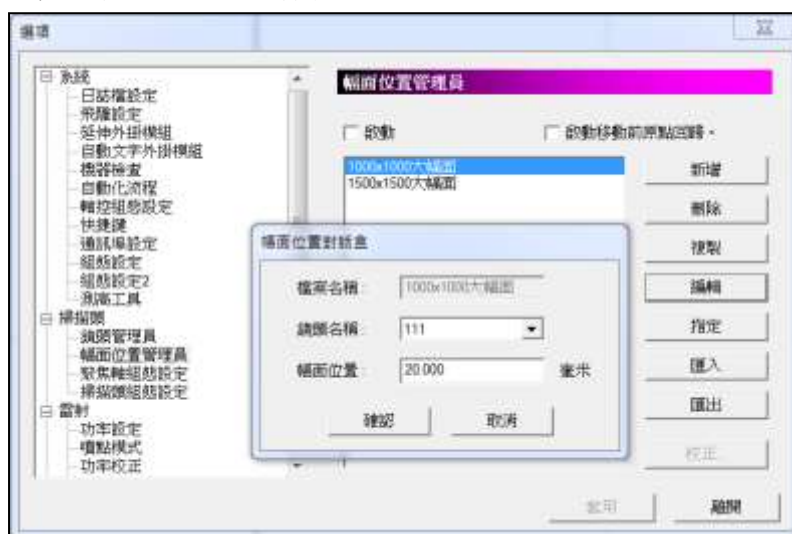 選項
系統
日誌檔設定
飛雕設定
延伸外掛模組
自動文字外掛模組
機器檢查
自動化流程
軸控組態設定
快捷鍵
通訊埠設定
組態設定
組態設定2
測高工具
掃描頭
鏡頭管理員
幅面位置管理員
聚焦軸組態設定
掃描頭組態設定
雷射
功率設定
噴點模式
功率校正
幅面位置管理員
啟動
啟動移動前原點回歸。
1000x1000大幅面
1500x1500大幅面
新增
刪除
複製
編輯
指定
匯入
匯出
校正
幅面位置對話盒
檔案名稱:
1000x1000大幅面
鏡頭名稱:
111
幅面位置:
20.000
毫米
確認
取消
套用
離開